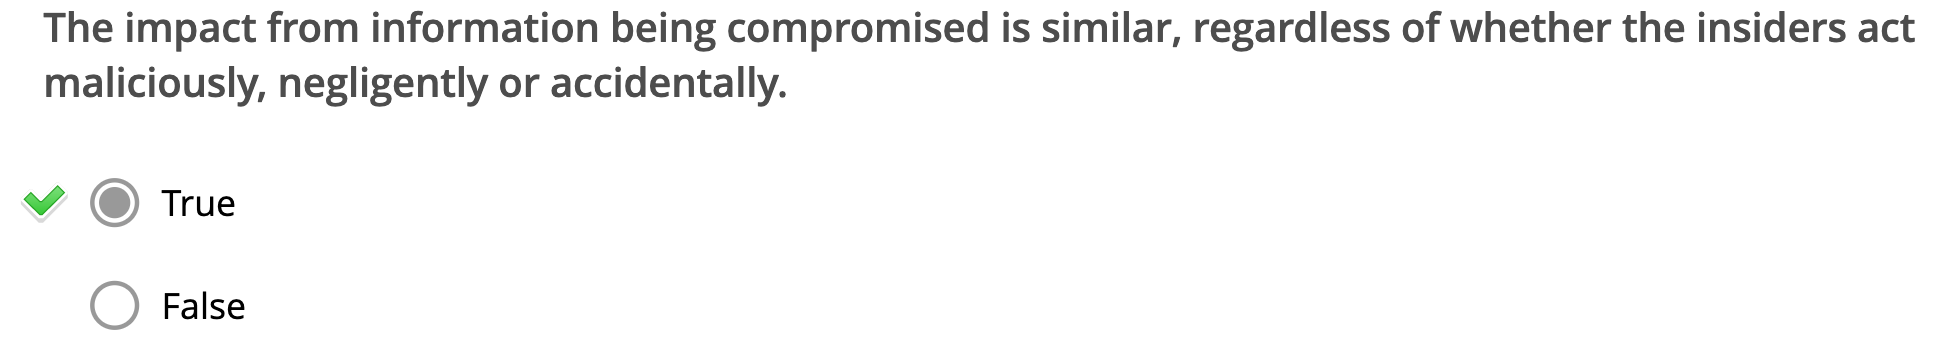 The impact from information being compromised is similar, regardless of whether the insiders act
maliciously, negligently or accidentally.
True
False